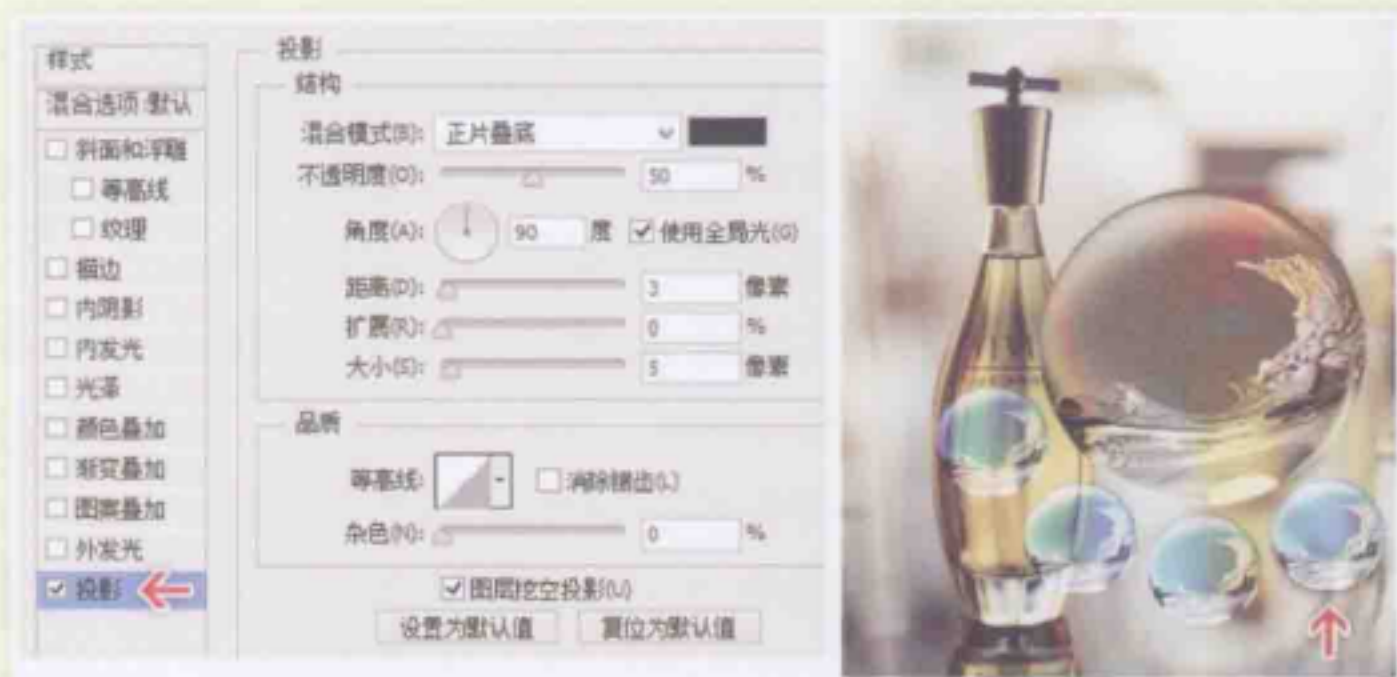 样式
混合选项:默认
斜面和浮雕
等高线
纹理
描边
内阴影
内发光
光泽
颜色叠加
渐变叠加
图案叠加
外发光
投影
投影
结构
混合模式(B): 正片叠底
不透明度(O): 50 %
角度(A): 90 度 使用全局光(G)
距离(D): 3 像素
扩展(R): 0 %
大小(S): 5 像素
品质
等高线: 消除锯齿(L)
杂色(N): 0 %
图层挖空投影(U)
设置为默认值 复位为默认值